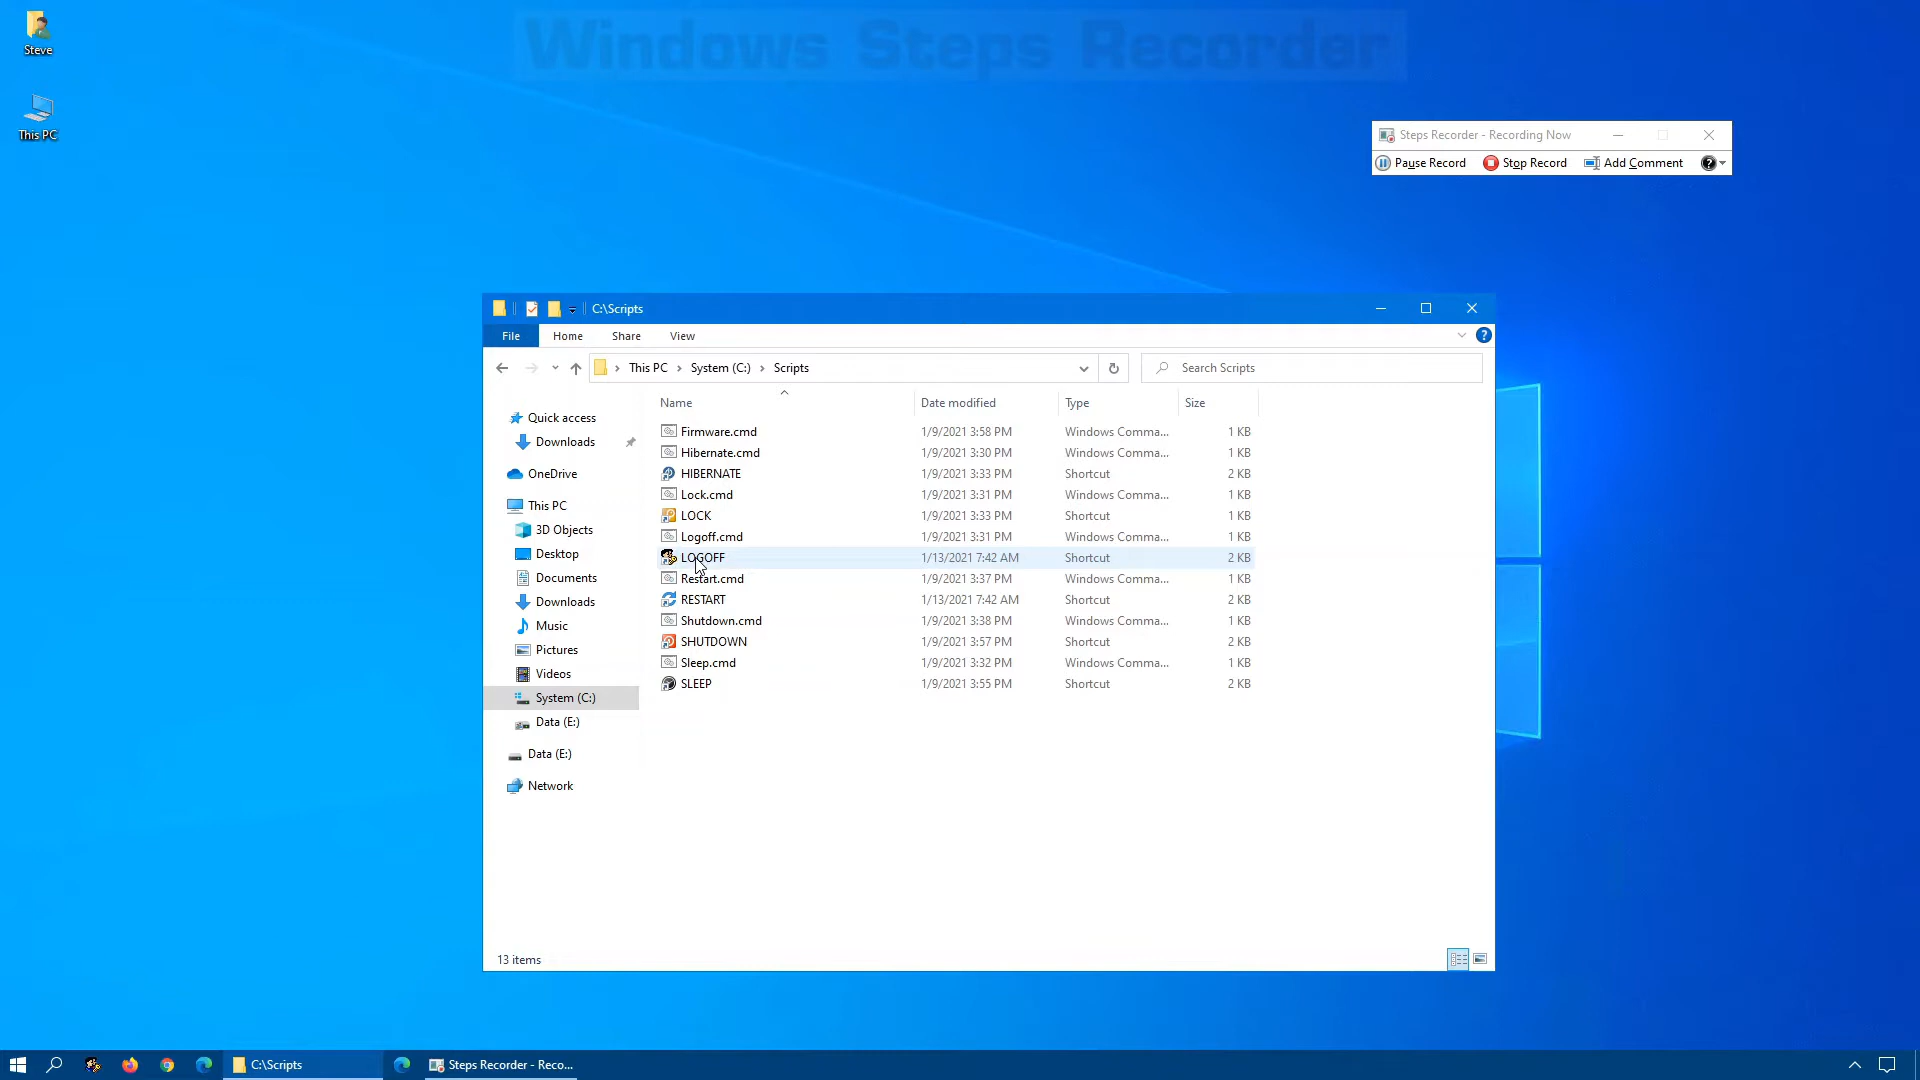 Windows Steps Recorder
Steve
This PC
Steps Recorder - Recording Now
Pause Record Stop Record Add Comment
C:\Scripts
File Home Share View
This PC System (C:) Scripts
Search Scripts
Name Date modified Type Size
Quick access
Downloads
OneDrive
This PC
3D Objects
Desktop
Documents
Downloads
Music
Pictures
Videos
System (C:)
Data (E:)
Data (E:)
Network
Firmware.cmd 1/9/2021 3:58 PM Windows Comma... 1 KB
Hibernate.cmd 1/9/2021 3:30 PM Windows Comma... 1 KB
HIBERNATE 1/9/2021 3:33 PM Shortcut 2 KB
Lock.cmd 1/9/2021 3:31 PM Windows Comma... 1 KB
LOCK 1/9/2021 3:33 PM Shortcut 1 KB
Logoff.cmd 1/9/2021 3:31 PM Windows Comma... 1 KB
LOGOFF 1/13/2021 7:42 AM Shortcut 2 KB
Restart.cmd 1/9/2021 3:37 PM Windows Comma... 1 KB
RESTART 1/13/2021 7:42 AM Shortcut 2 KB
Shutdown.cmd 1/9/2021 3:38 PM Windows Comma... 1 KB
SHUTDOWN 1/9/2021 3:57 PM Shortcut 2 KB
Sleep.cmd 1/9/2021 3:32 PM Windows Comma... 1 KB
SLEEP 1/9/2021 3:55 PM Shortcut 2 KB
13 items
C:\Scripts
Steps Recorder - Reco...